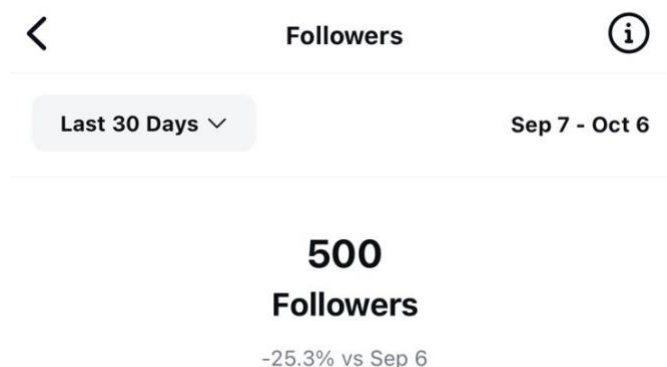 Followers
Last 30 Days
Sep 7 - Oct 6
500
Followers
-25.3% vs Sep 6